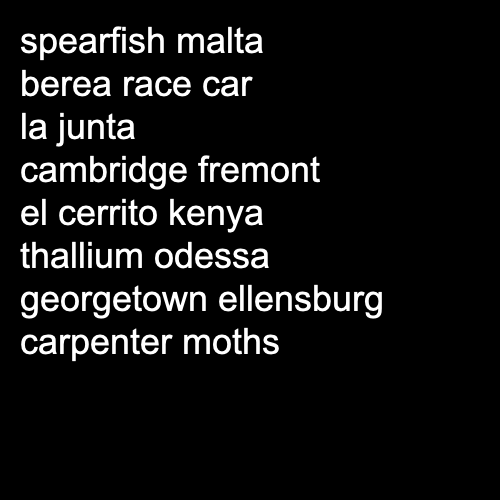 spearfish malta
berea race car
la junta
cambridge fremont
el cerrito kenya
thallium odessa
georgetown ellensburg
carpenter moths